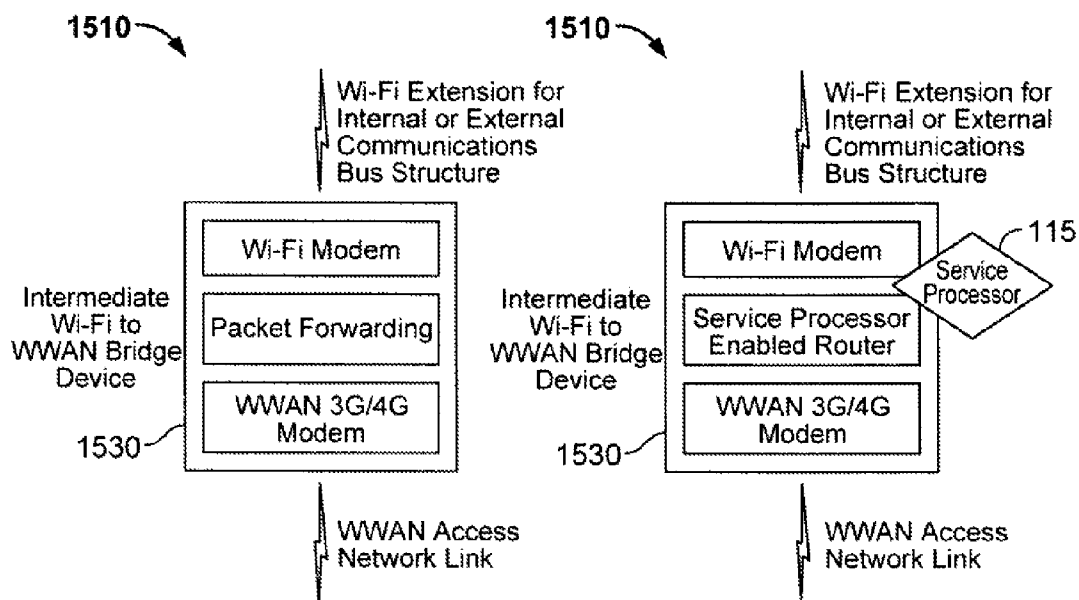 1510
Wi-Fi Extension for
Internal or External
Communications
Bus Structure
Wi-Fi Modem
Packet Forwarding
WWAN 3G/4G
Modem
Intermediate
Wi-Fi to
WWAN Bridge
Device
1530
WWAN Access
Network Link
1510
Wi-Fi Extension for
Internal or External
Communications
Bus Structure
115
Service
Processor
Wi-Fi Modem
Service Processor
Enabled Router
WWAN 3G/4G
Modem
Intermediate
Wi-Fi to
WWAN Bridge
Device
1530
WWAN Access
Network Link